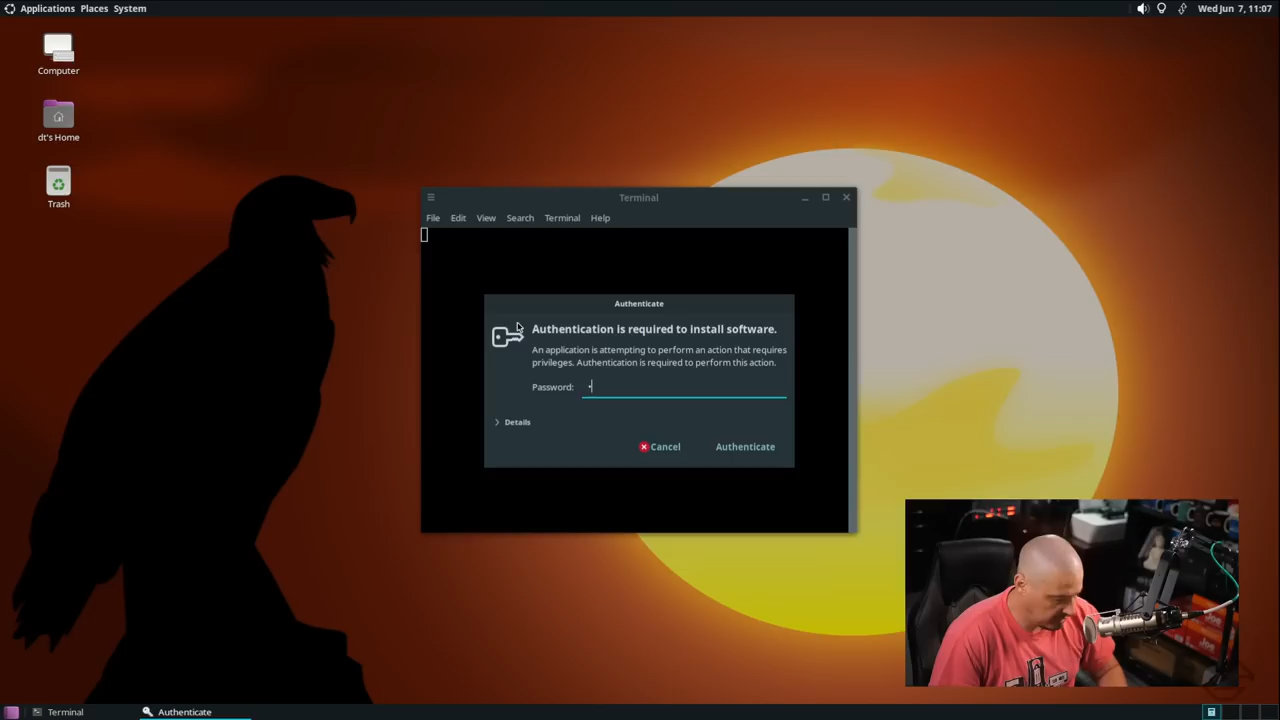 Applications Places System
Wed Jun 7, 11:07
Computer
dt's Home
Trash
Terminal
File Edit View Search Terminal Help
Authenticate
Authentication is required to install software.
An application is attempting to perform an action that requires
privileges. Authentication is required to perform this action.
Password:
Details
Cancel Authenticate
Terminal Authenticate